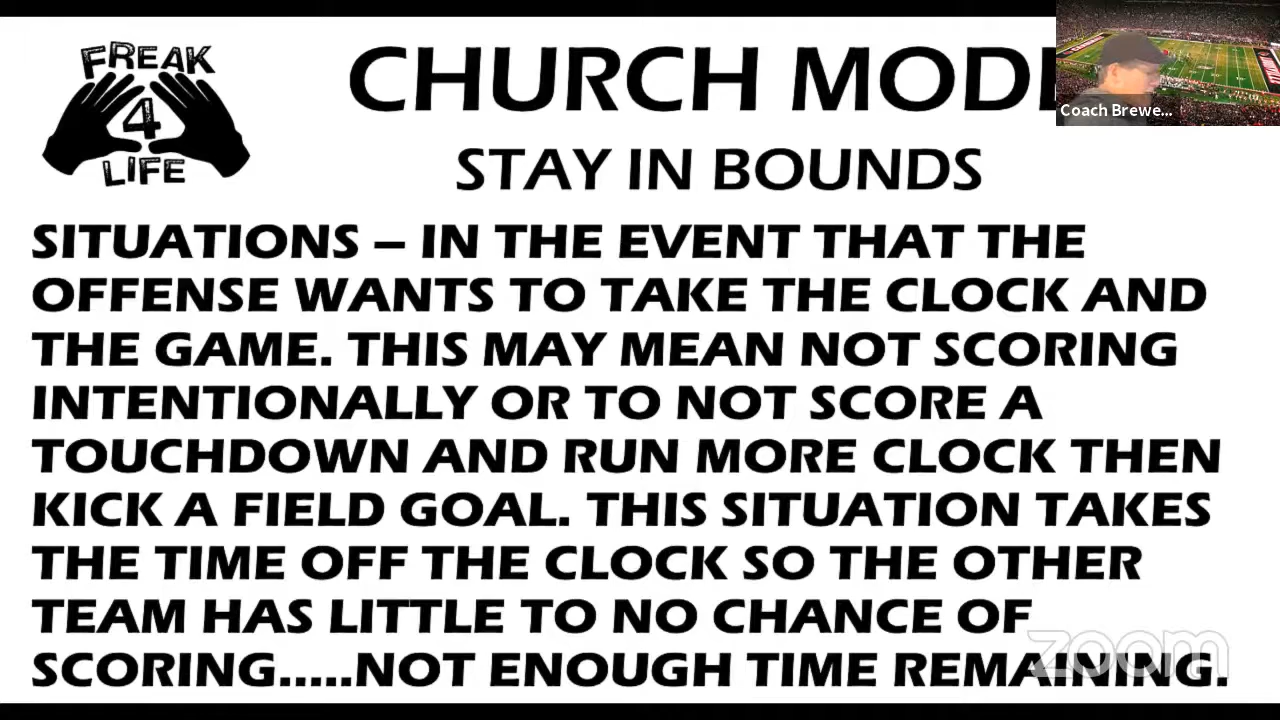 FREAK
4
LIFE
CHURCH MODE
Coach Brewe...
STAY IN BOUNDS
SITUATIONS – IN THE EVENT THAT THE
OFFENSE WANTS TO TAKE THE CLOCK AND
THE GAME. THIS MAY MEAN NOT SCORING
INTENTIONALLY OR TO NOT SCORE A
TOUCHDOWN AND RUN MORE CLOCK THEN
KICK A FIELD GOAL. THIS SITUATION TAKES
THE TIME OFF THE CLOCK SO THE OTHER
TEAM HAS LITTLE TO NO CHANCE OF
SCORING.....NOT ENOUGH TIME REMAINING.
zoom